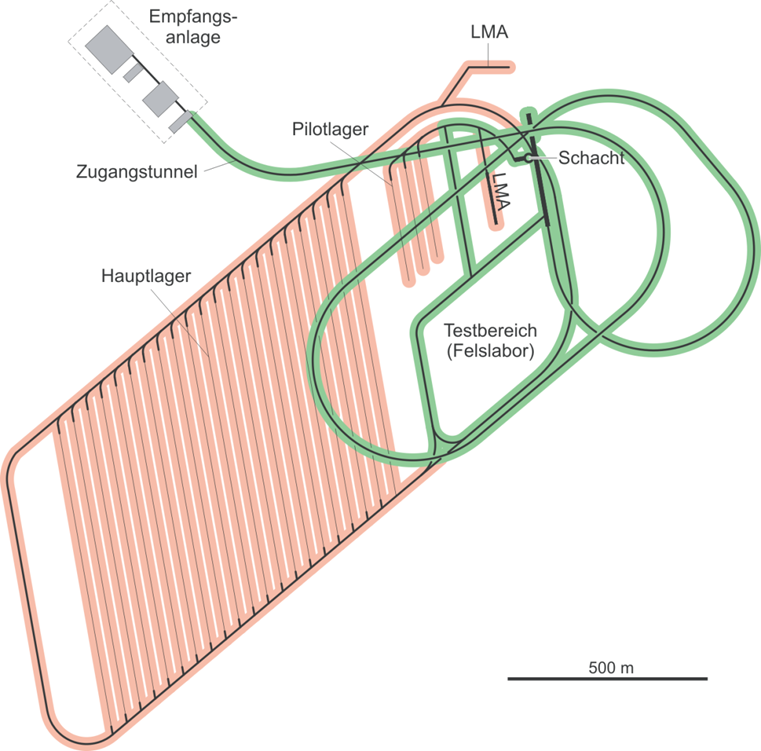 Empfangs-
anlage
LMA
Pilotlager
Zugangstunnel
Schacht
LMA
Hauptlager
Testbereich
(Felslabor)
500 m